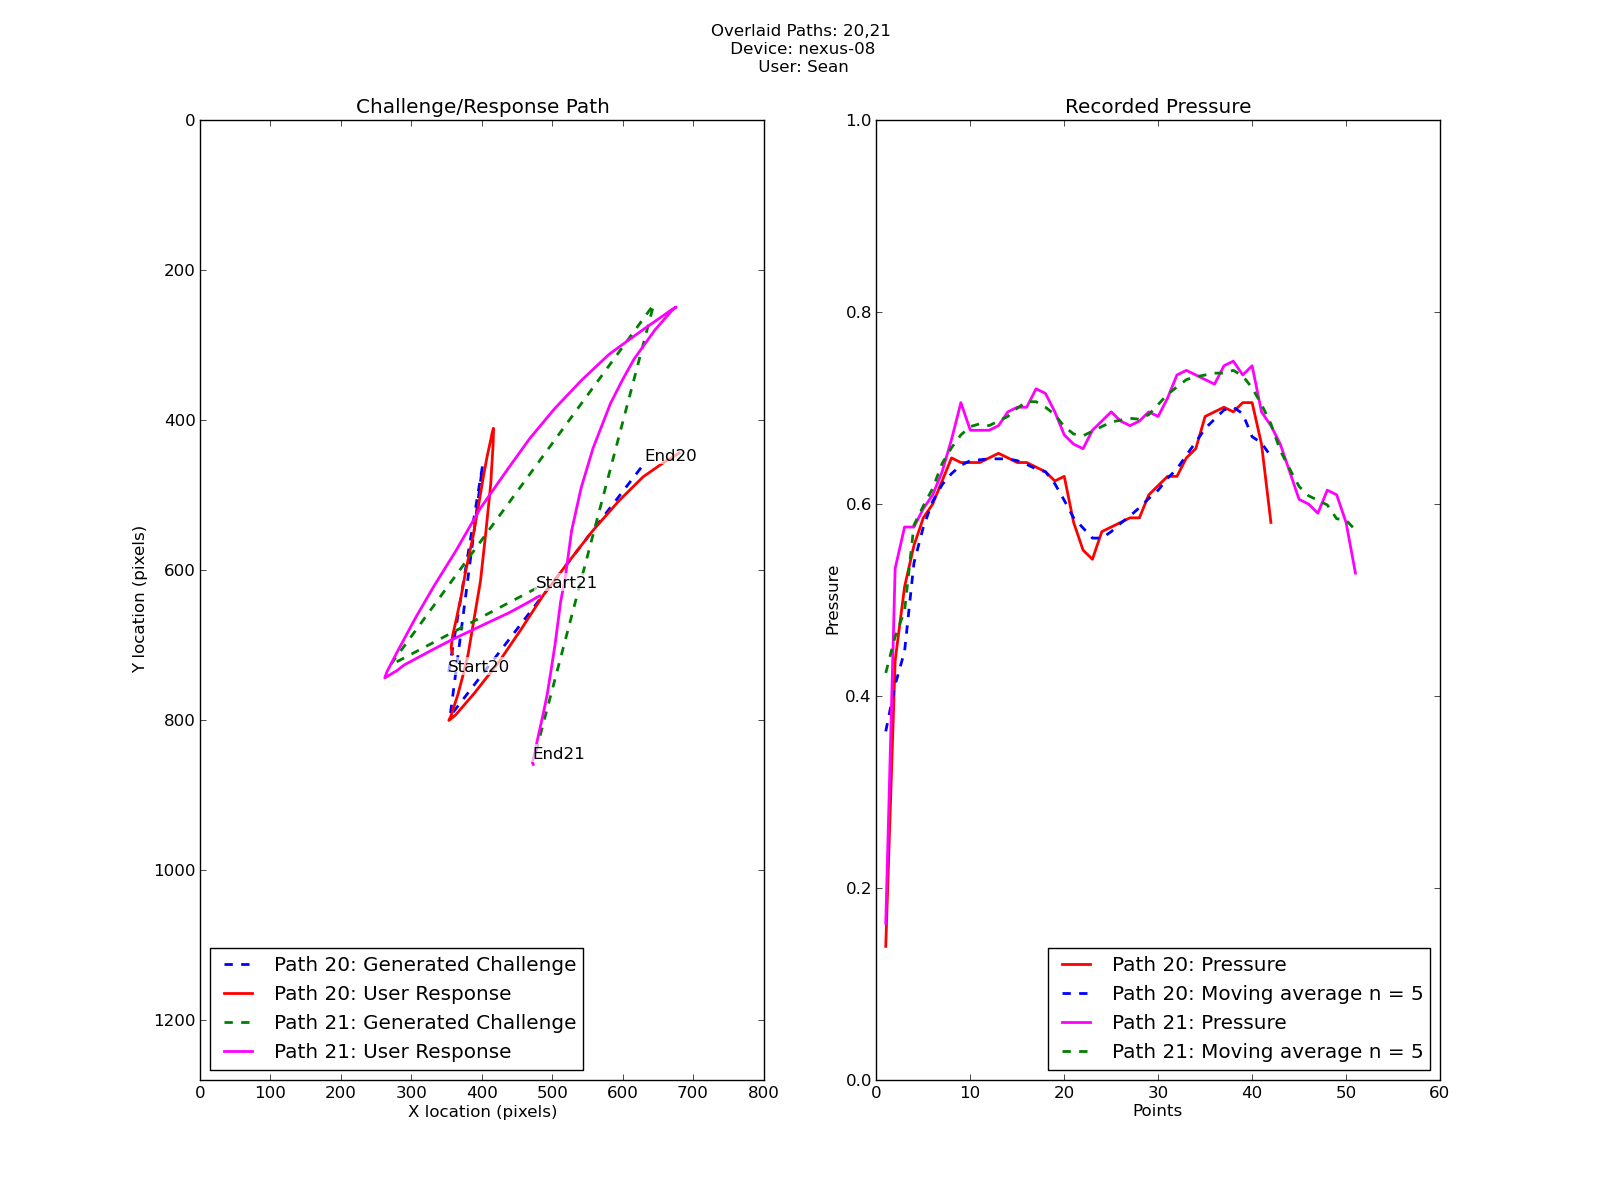 Overlaid Paths: 20,21
Device: nexus-08
User: Sean
Challenge/Response Path
0
200
400
600
800
1000
1200
Y location (pixels)
End20
Start21
Start20
End21
Path 20: Generated Challenge
Path 20: User Response
Path 21: Generated Challenge
Path 21: User Response
0 100 200 300 400 500 600 700 800
X location (pixels)
Recorded Pressure
1.0
0.8
0.6
0.4
0.2
0.0
Pressure
Path 20: Pressure
Path 20: Moving average n = 5
Path 21: Pressure
Path 21: Moving average n = 5
0 10 20 30 40 50 60
Points